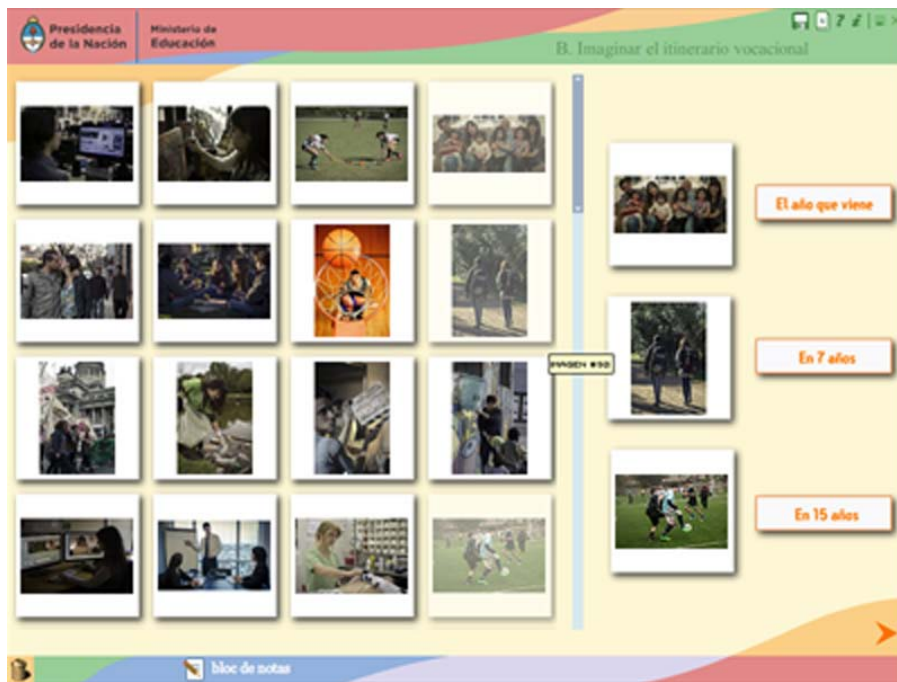 Presidencia
de la Nación
Ministerio de
Educación
B. Imaginar el itinerario vocacional
El año que viene
En 7 años
En 15 años
bloc de notas